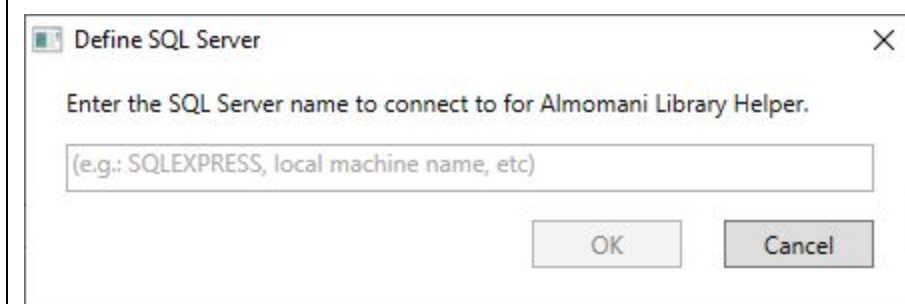 Define SQL Server
Enter the SQL Server name to connect to for Almomani Library Helper.
(e.g.: SQLEXPRESS, local machine name, etc)
OK Cancel